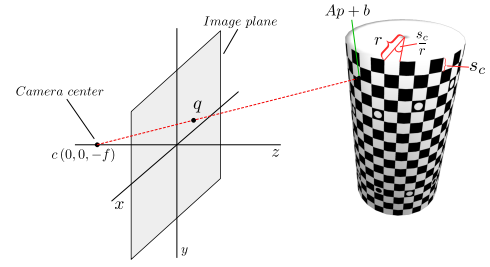 Ap + b
Image plane
r
s_c/r
s_c
Camera center
q
c (0, 0, −f)
z
x
y